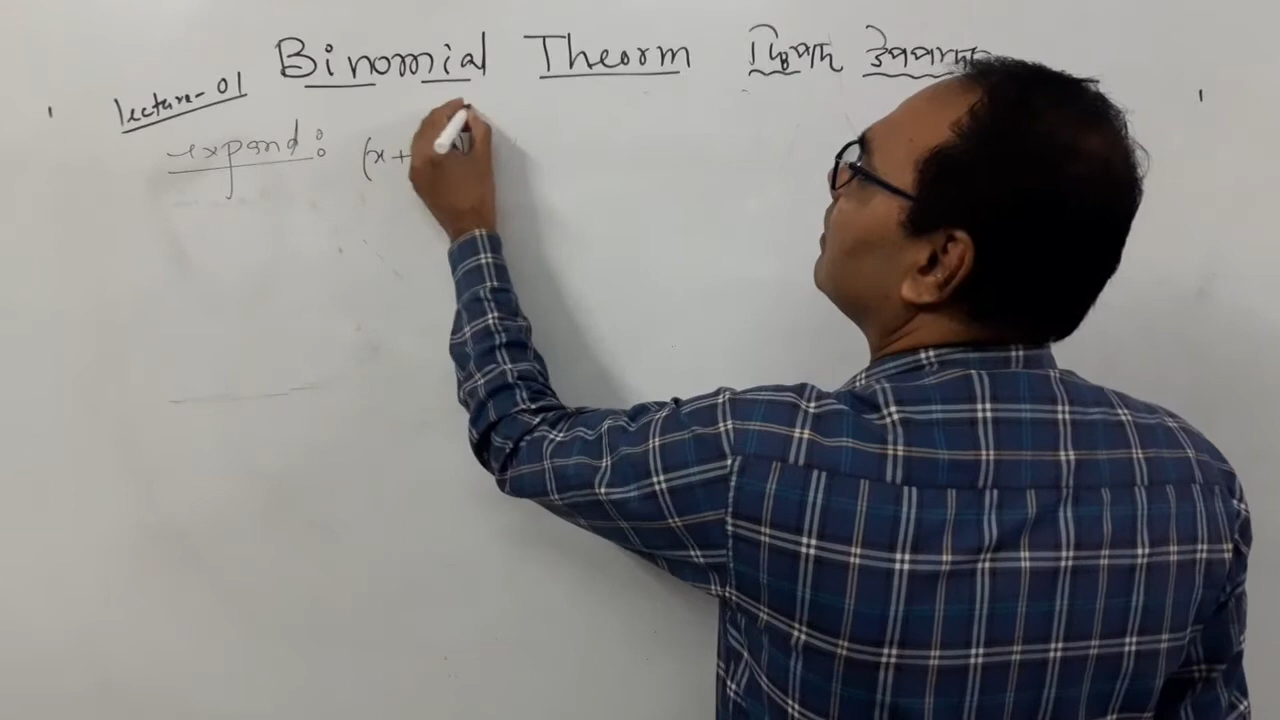 Binomial Theorm দ্বিপদ উপপাদ্য
lecture-01
expand: (x+